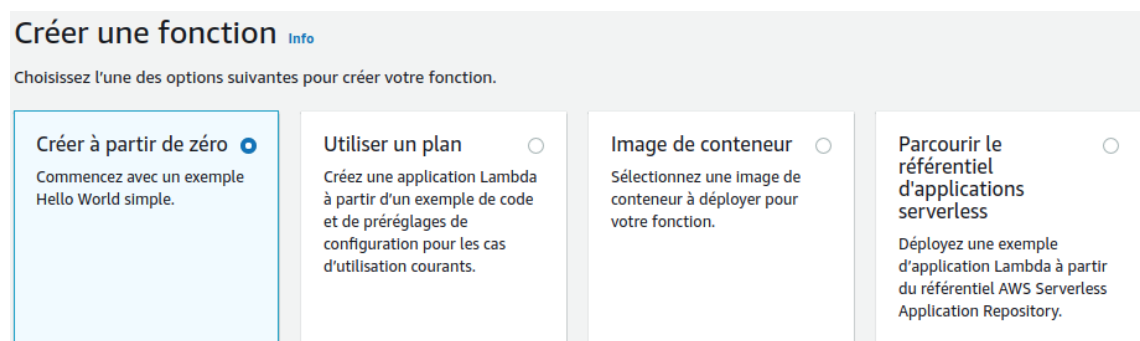 Créer une fonction Info
Choisissez l'une des options suivantes pour créer votre fonction.
Créer à partir de zéro
Commencez avec un exemple
Hello World simple.
Utiliser un plan
Créez une application Lambda
à partir d'un exemple de code
et de préréglages de
configuration pour les cas
d'utilisation courants.
Image de conteneur
Sélectionnez une image de
conteneur à déployer pour
votre fonction.
Parcourir le
référentiel
d'applications
serverless
Déployez une exemple
d'application Lambda à partir
du référentiel AWS Serverless
Application Repository.